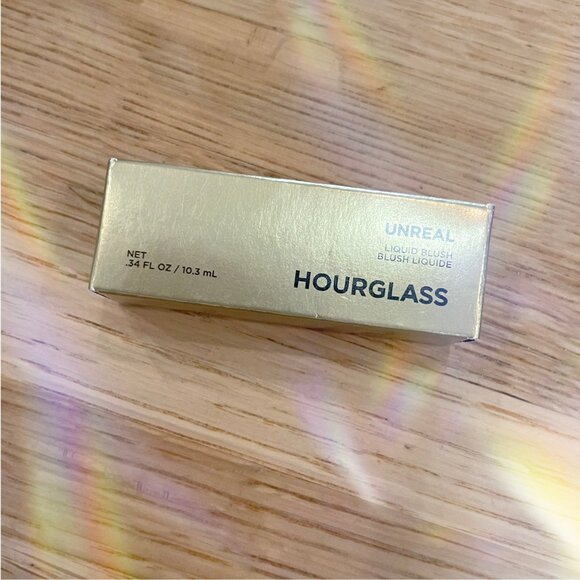 UNREAL
LIQUID BLUSH
BLUSH LIQUIDE
HOURGLASS
NET
.34 FL OZ / 10.3 mL